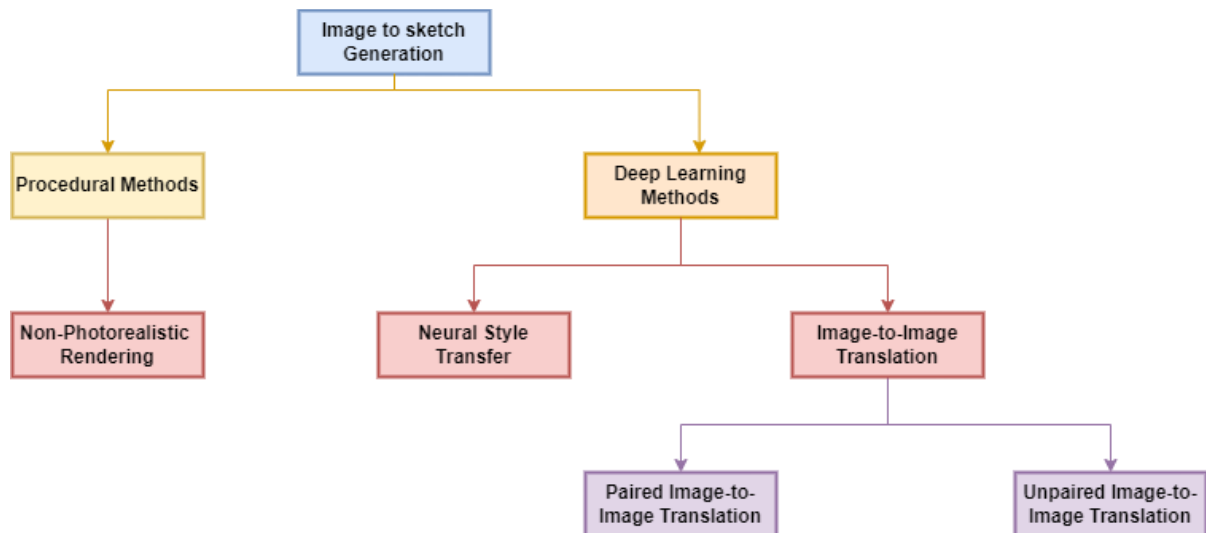 Image to sketch
Generation
Procedural Methods
Deep Learning
Methods
Non-Photorealistic
Rendering
Neural Style
Transfer
Image-to-Image
Translation
Paired Image-to-
Image Translation
Unpaired Image-to-
Image Translation